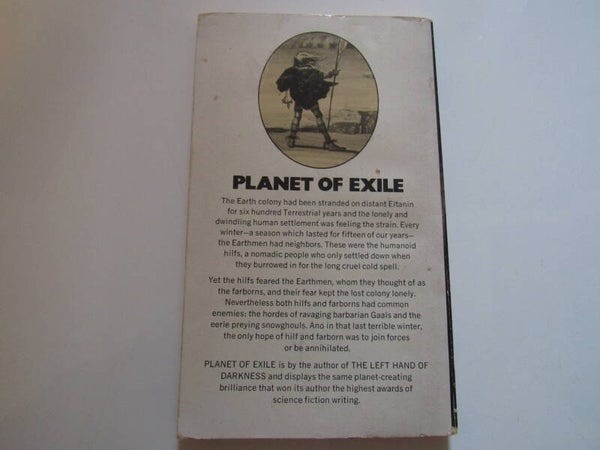 PLANET OF EXILE
The Earth colony had been stranded on distant Eltanin
for six hundred Terrestrial years and the lonely and
dwindling human settlement was feeling the strain. Every
winter—a season which lasted for fifteen of our years—
the Earthmen had neighbors. These were the humanoid
hilfs, a nomadic people who only settled down when
they burrowed in for the long cruel cold spell.
Yet the hilfs feared the Earthmen, whom they thought of as
the farborns, and their fear kept the lost colony lonely.
Nevertheless both hilfs and farborns had common
enemies: the hordes of ravaging barbarian Gaals and the
eerie preying snowghouls. And in that last terrible winter,
the only hope of hilf and farborn was to join forces
or be annihilated.
PLANET OF EXILE is by the author of THE LEFT HAND OF
DARKNESS and displays the same planet-creating
brilliance that won its author the highest awards of
science fiction writing.